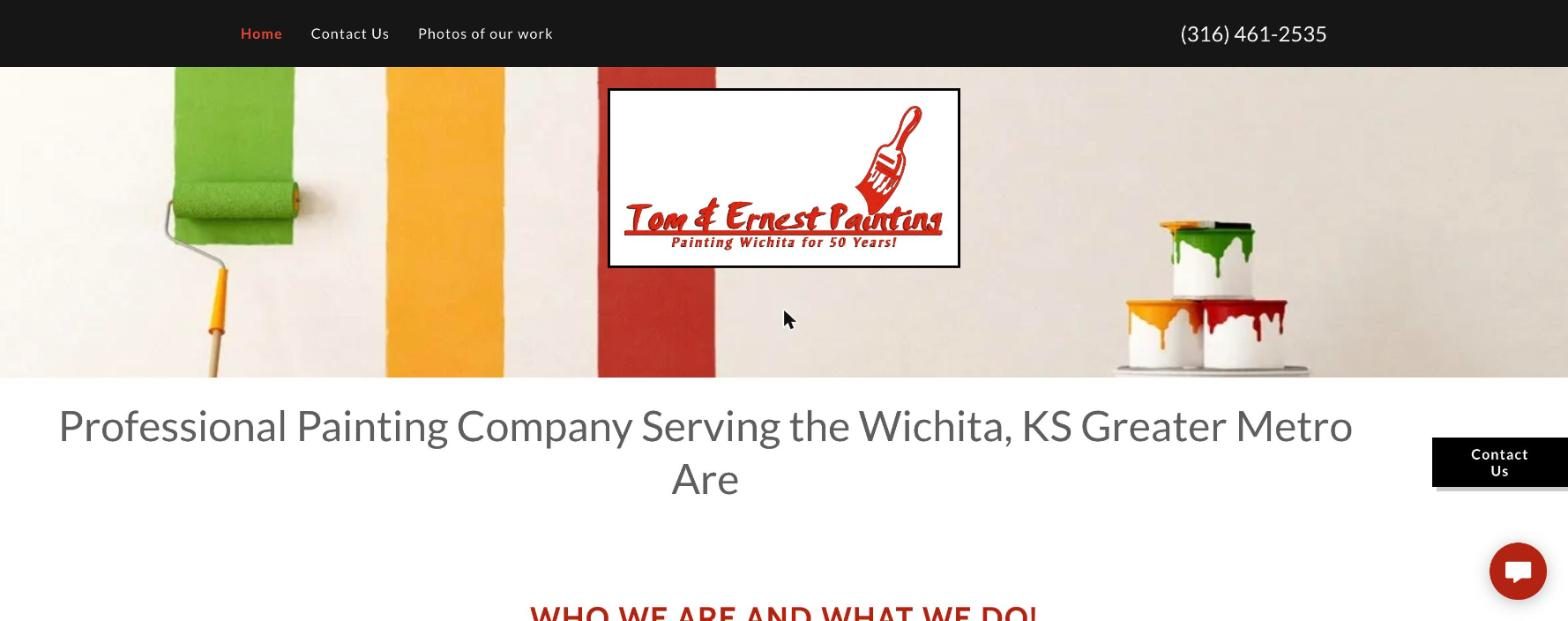 Home Contact Us Photos of our work (316) 461-2535
Tom & Ernest Painting
Painting Wichita for 50 Years!
Professional Painting Company Serving the Wichita, KS Greater Metro
Are
Contact
Us
WHO WE ARE AND WHAT WE DO!